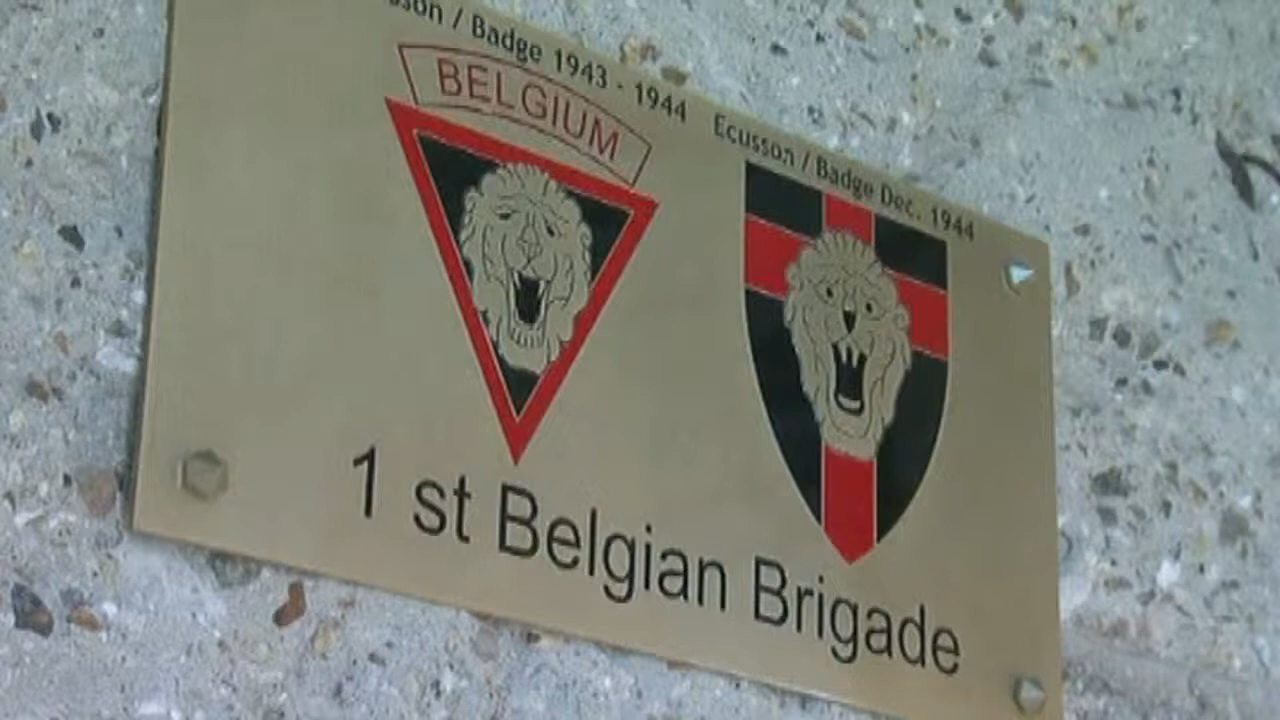 / Badge 1943 - 1944
Ecusson / Badge Dec. 1944
BELGIUM
1 st Belgian Brigade